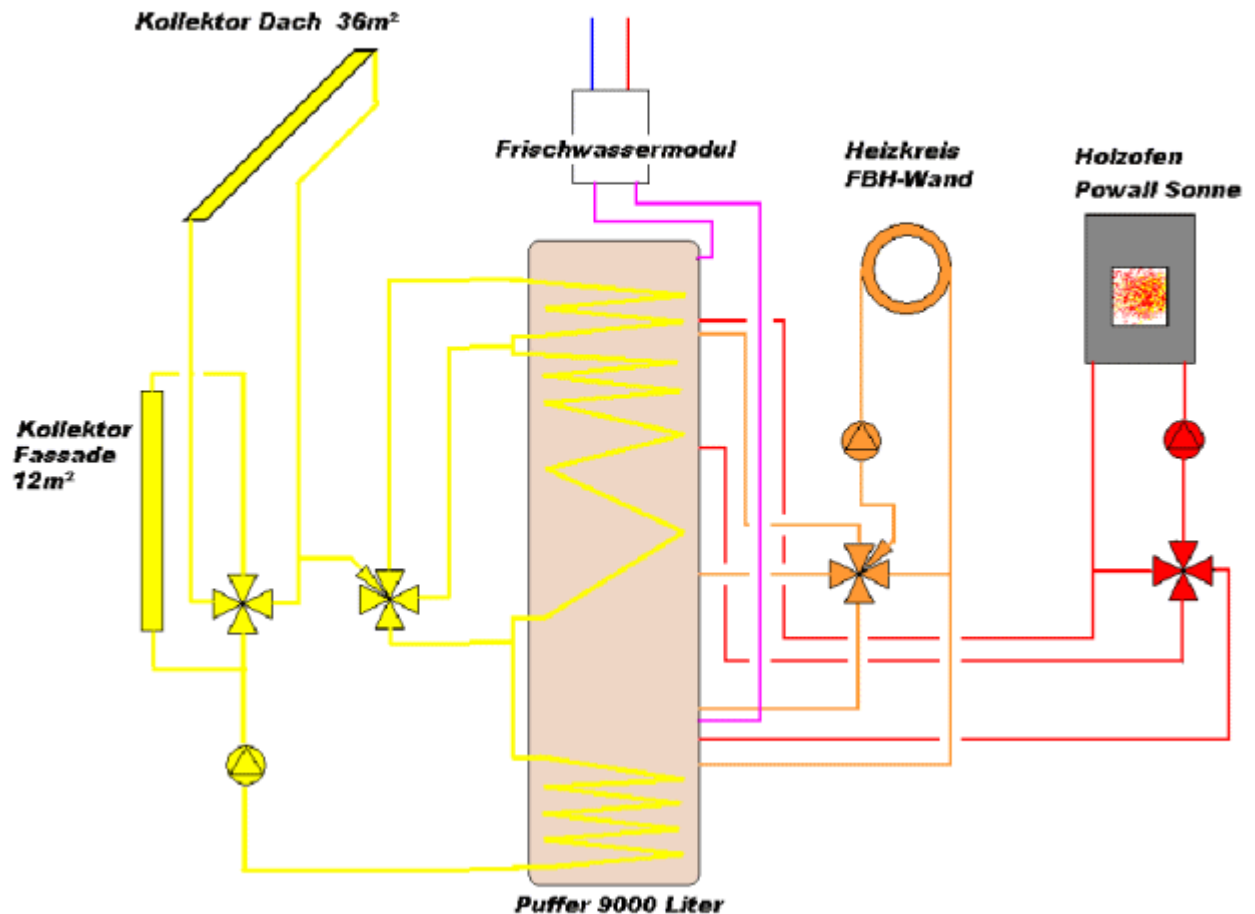 Kollektor Dach 36m²
Frischwassermodul
Heizkreis
FBH-Wand
Holzofen
Powall Sonne
Kollektor
Fassade
12m²
Puffer 9000 Liter